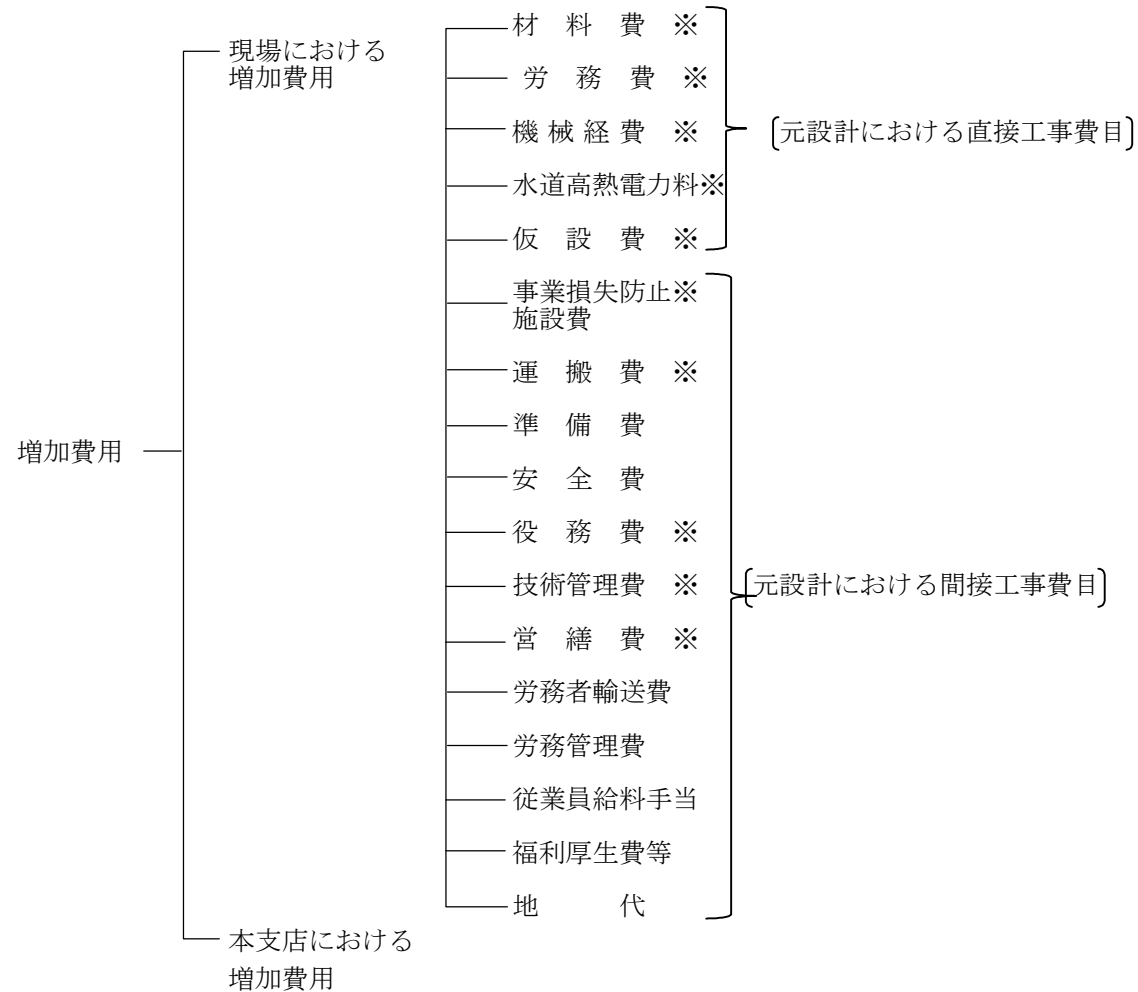 材料費 ※
現場における
増加費用
労務費 ※
機械経費 ※
〔元設計における直接工事費目〕
水道高熱電力料※
仮設費 ※
事業損失防止※
施設費
運搬費 ※
準備費
増加費用
安全費
役務費 ※
技術管理費 ※
〔元設計における間接工事費目〕
営繕費 ※
労務者輸送費
労務管理費
従業員給料手当
福利厚生費等
地代
本支店における
増加費用